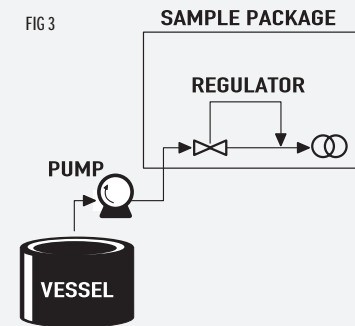 FIG 3
SAMPLE PACKAGE
REGULATOR
PUMP
VESSEL